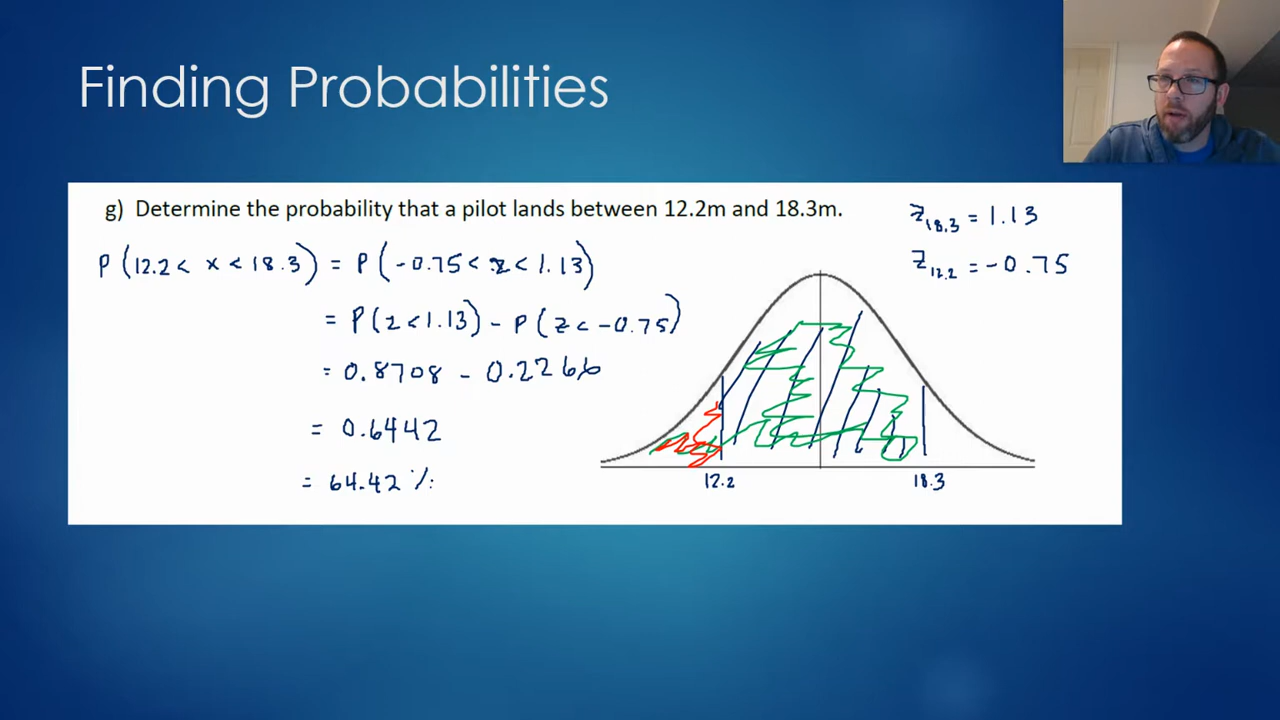 Finding Probabilities
g) Determine the probability that a pilot lands between 12.2m and 18.3m.
P(12.2 < x < 18.3) = P(-0.75 < z < 1.13)
= P(z < 1.13) - P(z < -0.75)
= 0.8708 - 0.2266
= 0.6442
= 64.42 %
z18.3 = 1.13
z12.2 = -0.75
12.2
18.3